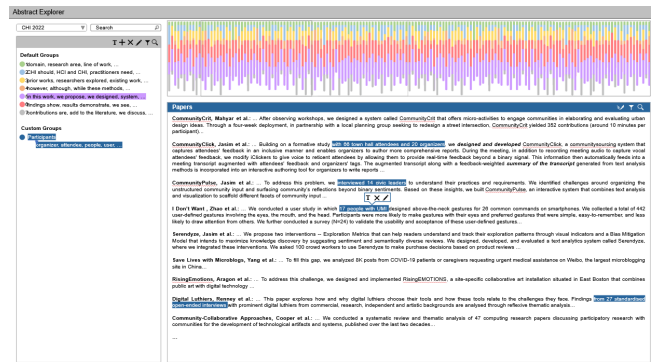 Abstract Explorer
CHI 2022
Search
Default Groups
domain, research area, line of work, ...
CHI should, HCI and CHI, practitioners need, ...
prior works, researchers explored, existing work, ...
however, although, while these methods, ...
In this work, we propose, we designed, system, ...
findings show, results demonstrate, we see, ...
contributions are, add to the literature, we discuss, ...
Custom Groups
Participants
organizer, attendee, people, user,
Papers
CommunityCrit, Mahyar et al.: ... After observing workshops, we designed a system called CommunityCrit that offers micro-activities to engage communities in elaborating and evaluating urban
design ideas. Through a four-week deployment, in partnership with a local planning group seeking to redesign a street intersection, CommunityCrit yielded 352 contributions (around 10 minutes per
participant)...
CommunityClick, Jasim et al.: ... Building on a formative study with 66 town hall attendees and 20 organizers, we designed and developed CommunityClick, a communitysourcing system that
captures attendees' feedback in an inclusive manner and enables organizers to author more comprehensive reports. During the meeting, in addition to recording meeting audio to capture vocal
attendees' feedback, we modify iClickers to give voice to reticent attendees by allowing them to provide real-time feedback beyond a binary signal. This information then automatically feeds into a
meeting transcript augmented with attendees' feedback and organizers' tags. The augmented transcript along with a feedback-weighted summary of the transcript generated from text analysis
methods is incorporated into an interactive authoring tool for organizers to write reports ...
CommunityPulse, Jasim et al.: ... To address this problem, we interviewed 14 civic leaders to understand their practices and requirements. We identified challenges around organizing the
unstructured community input and surfacing community's reflections beyond binary sentiments. Based on these insights, we built CommunityPulse, an interactive system that combines text analysis
and visualization to scaffold different facets of community input ...
I Don't Want , Zhao et al.: ... We conducted a user study in which 37 people with UMI designed above-the-neck gestures for 26 common commands on smartphones. We collected a total of 442
user-defined gestures involving the eyes, the mouth, and the head. Participants were more likely to make gestures with their eyes and preferred gestures that were simple, easy-to-remember, and less
likely to draw attention from others. We further conducted a survey (N=24) to validate the usability and acceptance of these user-defined gestures...
Serendyze, Jasim et al.: ... We propose two interventions -- Exploration Metrics that can help readers understand and track their exploration patterns through visual indicators and a Bias Mitigation
Model that intends to maximize knowledge discovery by suggesting sentiment and semantically diverse reviews. We designed, developed, and evaluated a text analytics system called Serendyze,
where we integrated these interventions. We asked 100 crowd workers to use Serendyze to make purchase decisions based on product reviews ...
Save Lives with Microblogs, Yang et al.: ... To fill this gap, we analyzed 8K posts from COVID-19 patients or caregivers requesting urgent medical assistance on Weibo, the largest microblogging
site in China...
RisingEmotions, Aragon et al.: ... To address this challenge, we designed and implemented RisingEMOTIONS, a site-specific collaborative art installation situated in East Boston that combines
public art with digital technology ...
Digital Luthiers, Renney et al.: ... This paper explores how and why digital luthiers choose their tools and how these tools relate to the challenges they face. Findings from 27 standardised
open-ended interviews with prominent digital luthiers from commercial, research, independent and artistic backgrounds are analysed through reflexive thematic analysis...
Community-Collaborative Approaches, Cooper et al.: ... We conducted a systematic review and thematic analysis of 47 computing research papers discussing participatory research with
communities for the development of technological artifacts and systems, published over the last two decades...
...